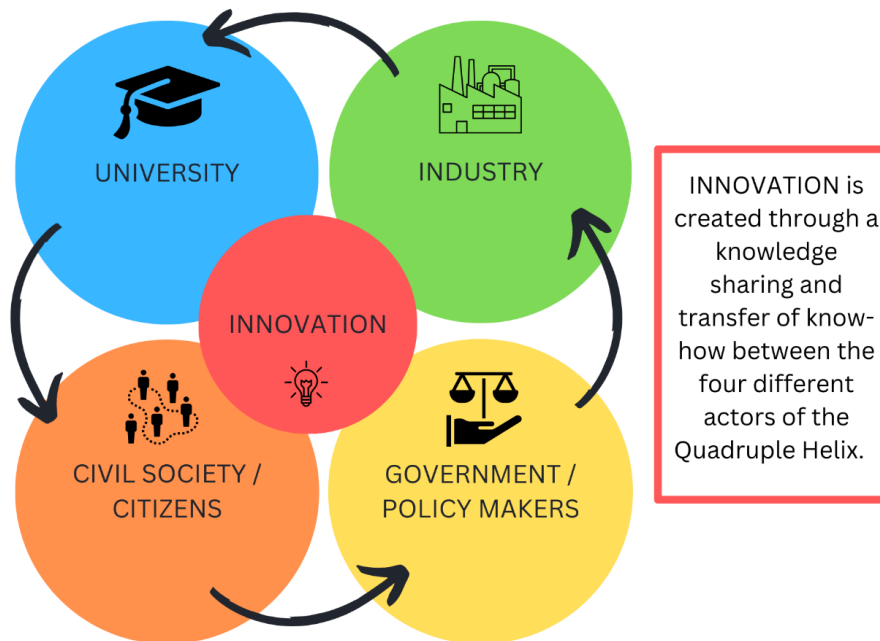 UNIVERSITY
INDUSTRY
INNOVATION
CIVIL SOCIETY /
CITIZENS
GOVERNMENT /
POLICY MAKERS
INNOVATION is
created through a
knowledge
sharing and
transfer of know-
how between the
four different
actors of the
Quadruple Helix.